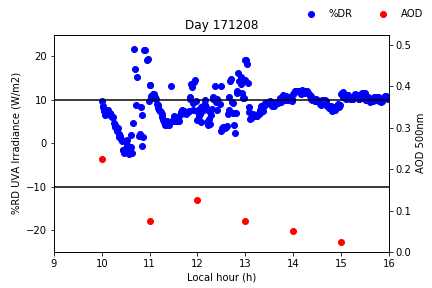 %DR AOD
Day 171208
20
10
0
−10
−20
%RD UVA Irradiance (W/m2)
0.5
0.4
0.3
0.2
0.1
0.0
AOD 500nm
9 10 11 12 13 14 15 16
Local hour (h)